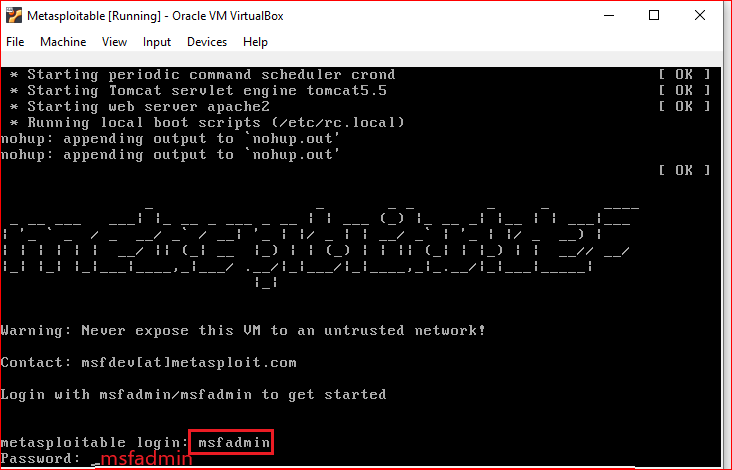 Metasploitable [Running] - Oracle VM VirtualBox
File Machine View Input Devices Help
* Starting periodic command scheduler crond [ OK ]
* Starting Tomcat servlet engine tomcat5.5 [ OK ]
* Starting web server apache2 [ OK ]
* Running local boot scripts (/etc/rc.local)
nohup: appending output to `nohup.out'
nohup: appending output to `nohup.out'
[ OK ]
metasploitable2
Warning: Never expose this VM to an untrusted network!
Contact: msfdev[at]metasploit.com
Login with msfadmin/msfadmin to get started
metasploitable login: msfadmin
Password: _msfadmin